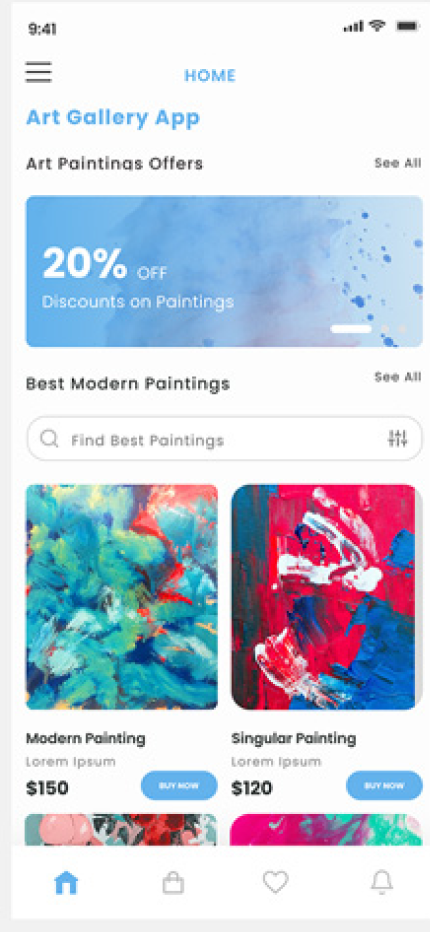 9:41
HOME
Art Gallery App
Art Paintings Offers
See All
20% OFF
Discounts on Paintings
Best Modern Paintings
See All
Find Best Paintings
Modern Painting
Lorem Ipsum
$150
BUY NOW
Singular Painting
Lorem Ipsum
$120
BUY NOW